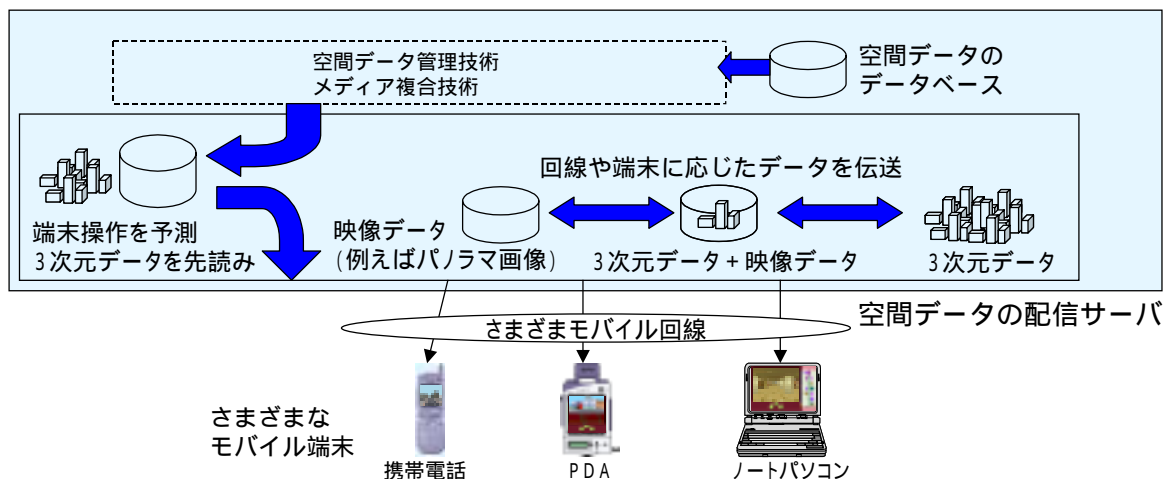 空間データ管理技術
メディア複合技術
空間データの
データベース
回線や端末に応じたデータを伝送
端末操作を予測
3次元データを先読み
映像データ
(例えばパノラマ画像)
3次元データ+映像データ
3次元データ
空間データの配信サーバ
さまざまモバイル回線
さまざまな
モバイル端末
携帯電話
PDA
ノートパソコン